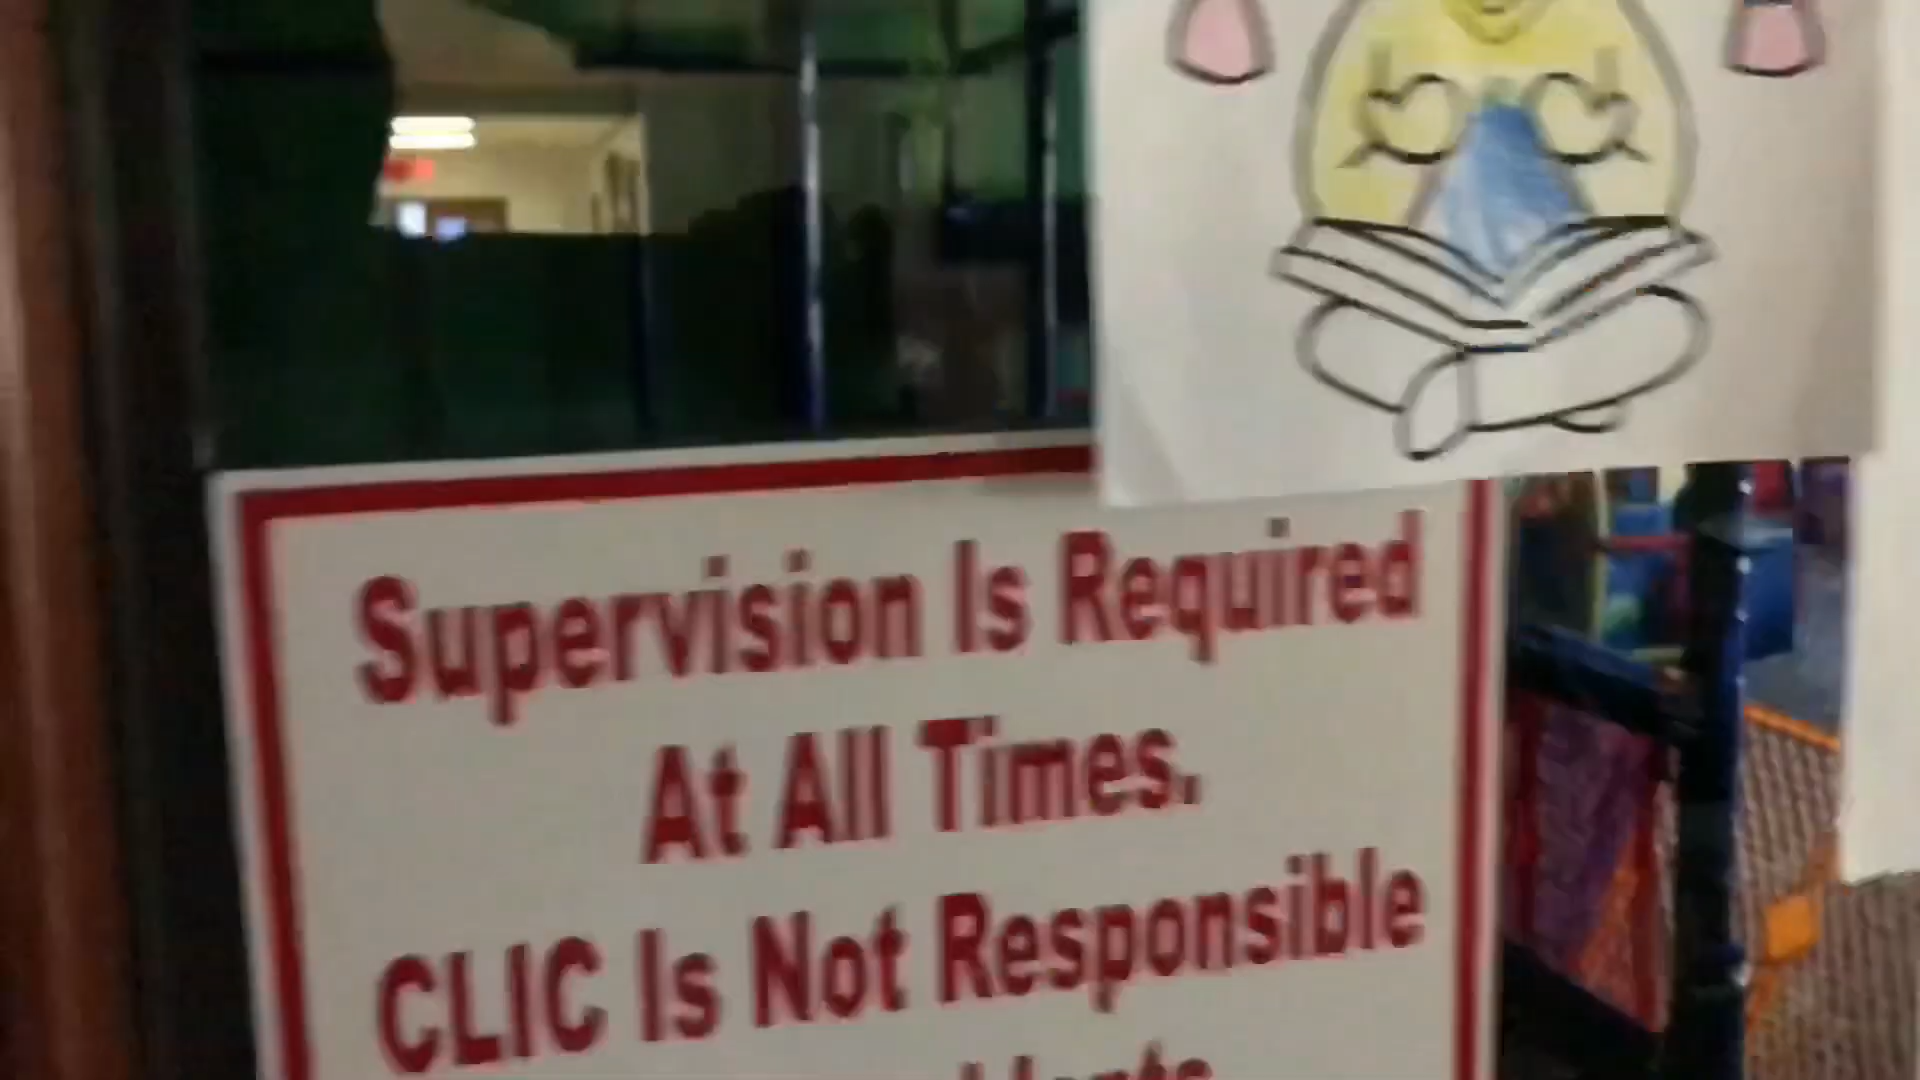 Supervision Is Required
At All Times.
CLIC Is Not Responsible